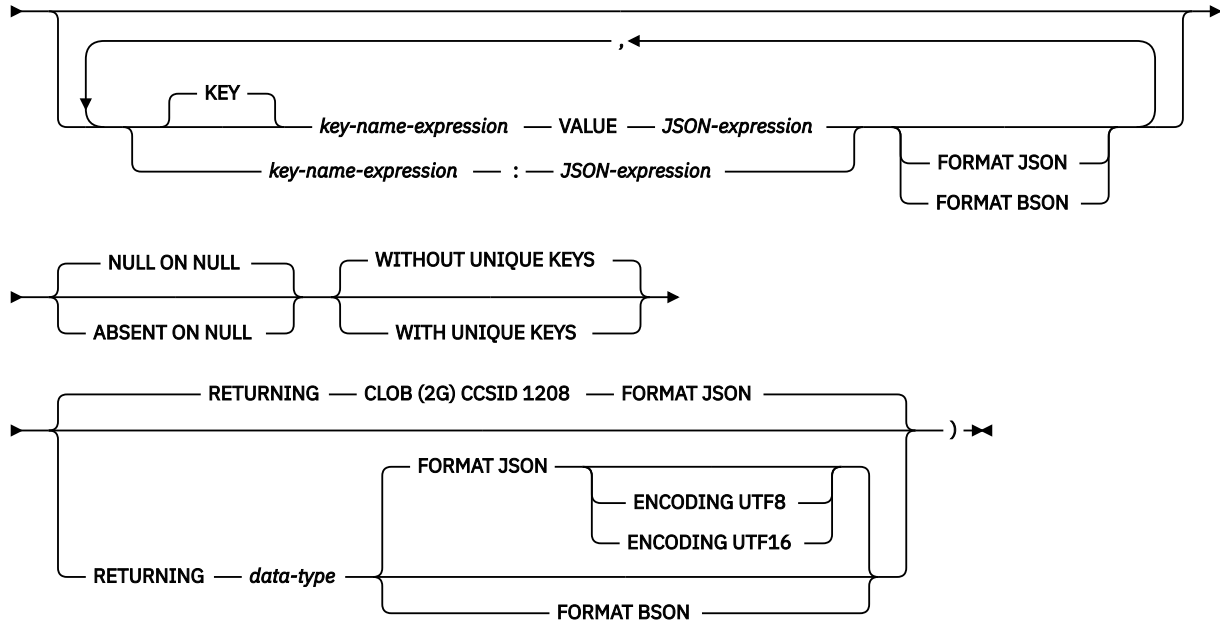 ,
KEY
key-name-expression VALUE JSON-expression
key-name-expression : JSON-expression
FORMAT JSON
FORMAT BSON
NULL ON NULL
WITHOUT UNIQUE KEYS
ABSENT ON NULL
WITH UNIQUE KEYS
RETURNING CLOB (2G) CCSID 1208 FORMAT JSON
)
FORMAT JSON
ENCODING UTF8
ENCODING UTF16
RETURNING data-type
FORMAT BSON